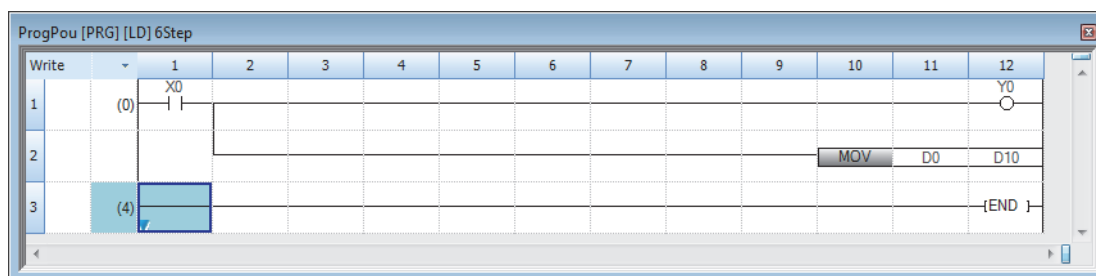 ProgPou [PRG] [LD] 6Step
Write 1 2 3 4 5 6 7 8 9 10 11 12
X0 Y0
1 (0)
2 MOV D0 D10
3 (4) [END ]